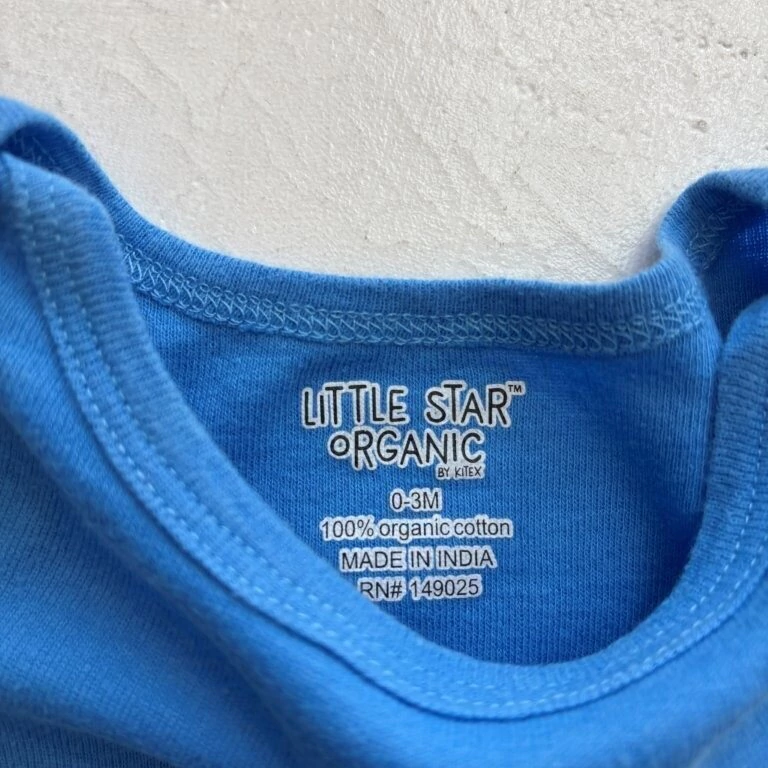 LITTLE STAR™
ORGANIC
BY KITEX
0-3M
100% organic cotton
MADE IN INDIA
RN# 149025